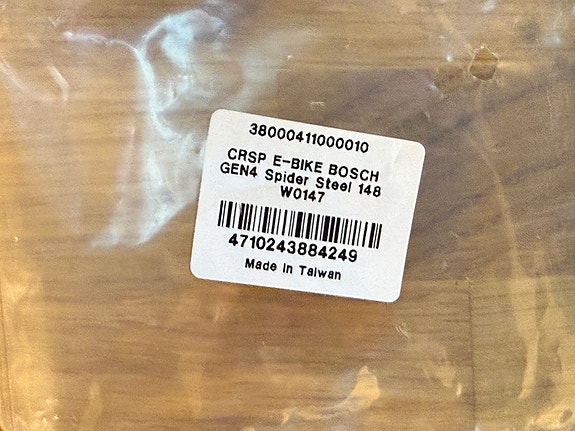 38000411000010
CRSP E-BIKE BOSCH
GEN4 Spider Steel 148
W0147
4710243884249
Made in Taiwan